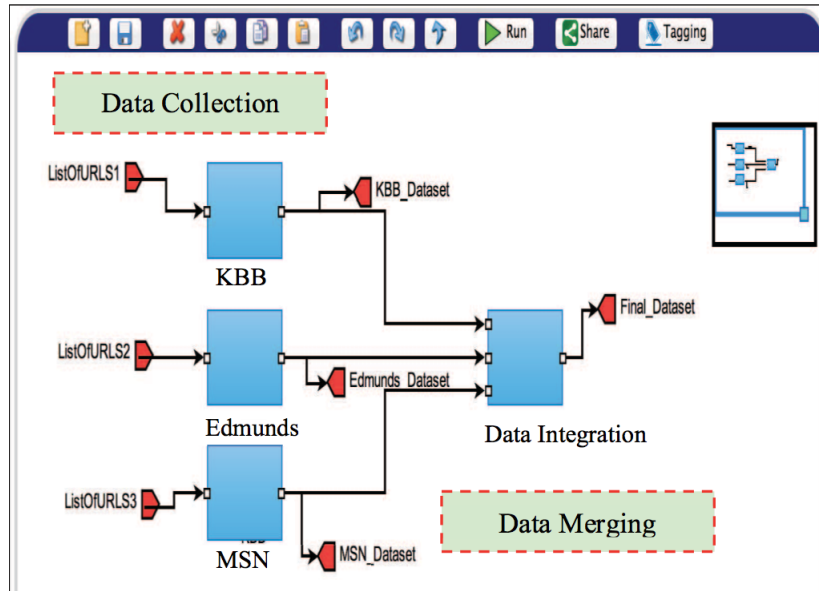 Run
Share
Tagging
Data Collection
ListOfURLS1
KBB_Dataset
KBB
Final_Dataset
ListOfURLS2
Edmunds_Dataset
Edmunds
Data Integration
ListOfURLS3
Data Merging
MSN_Dataset
MSN